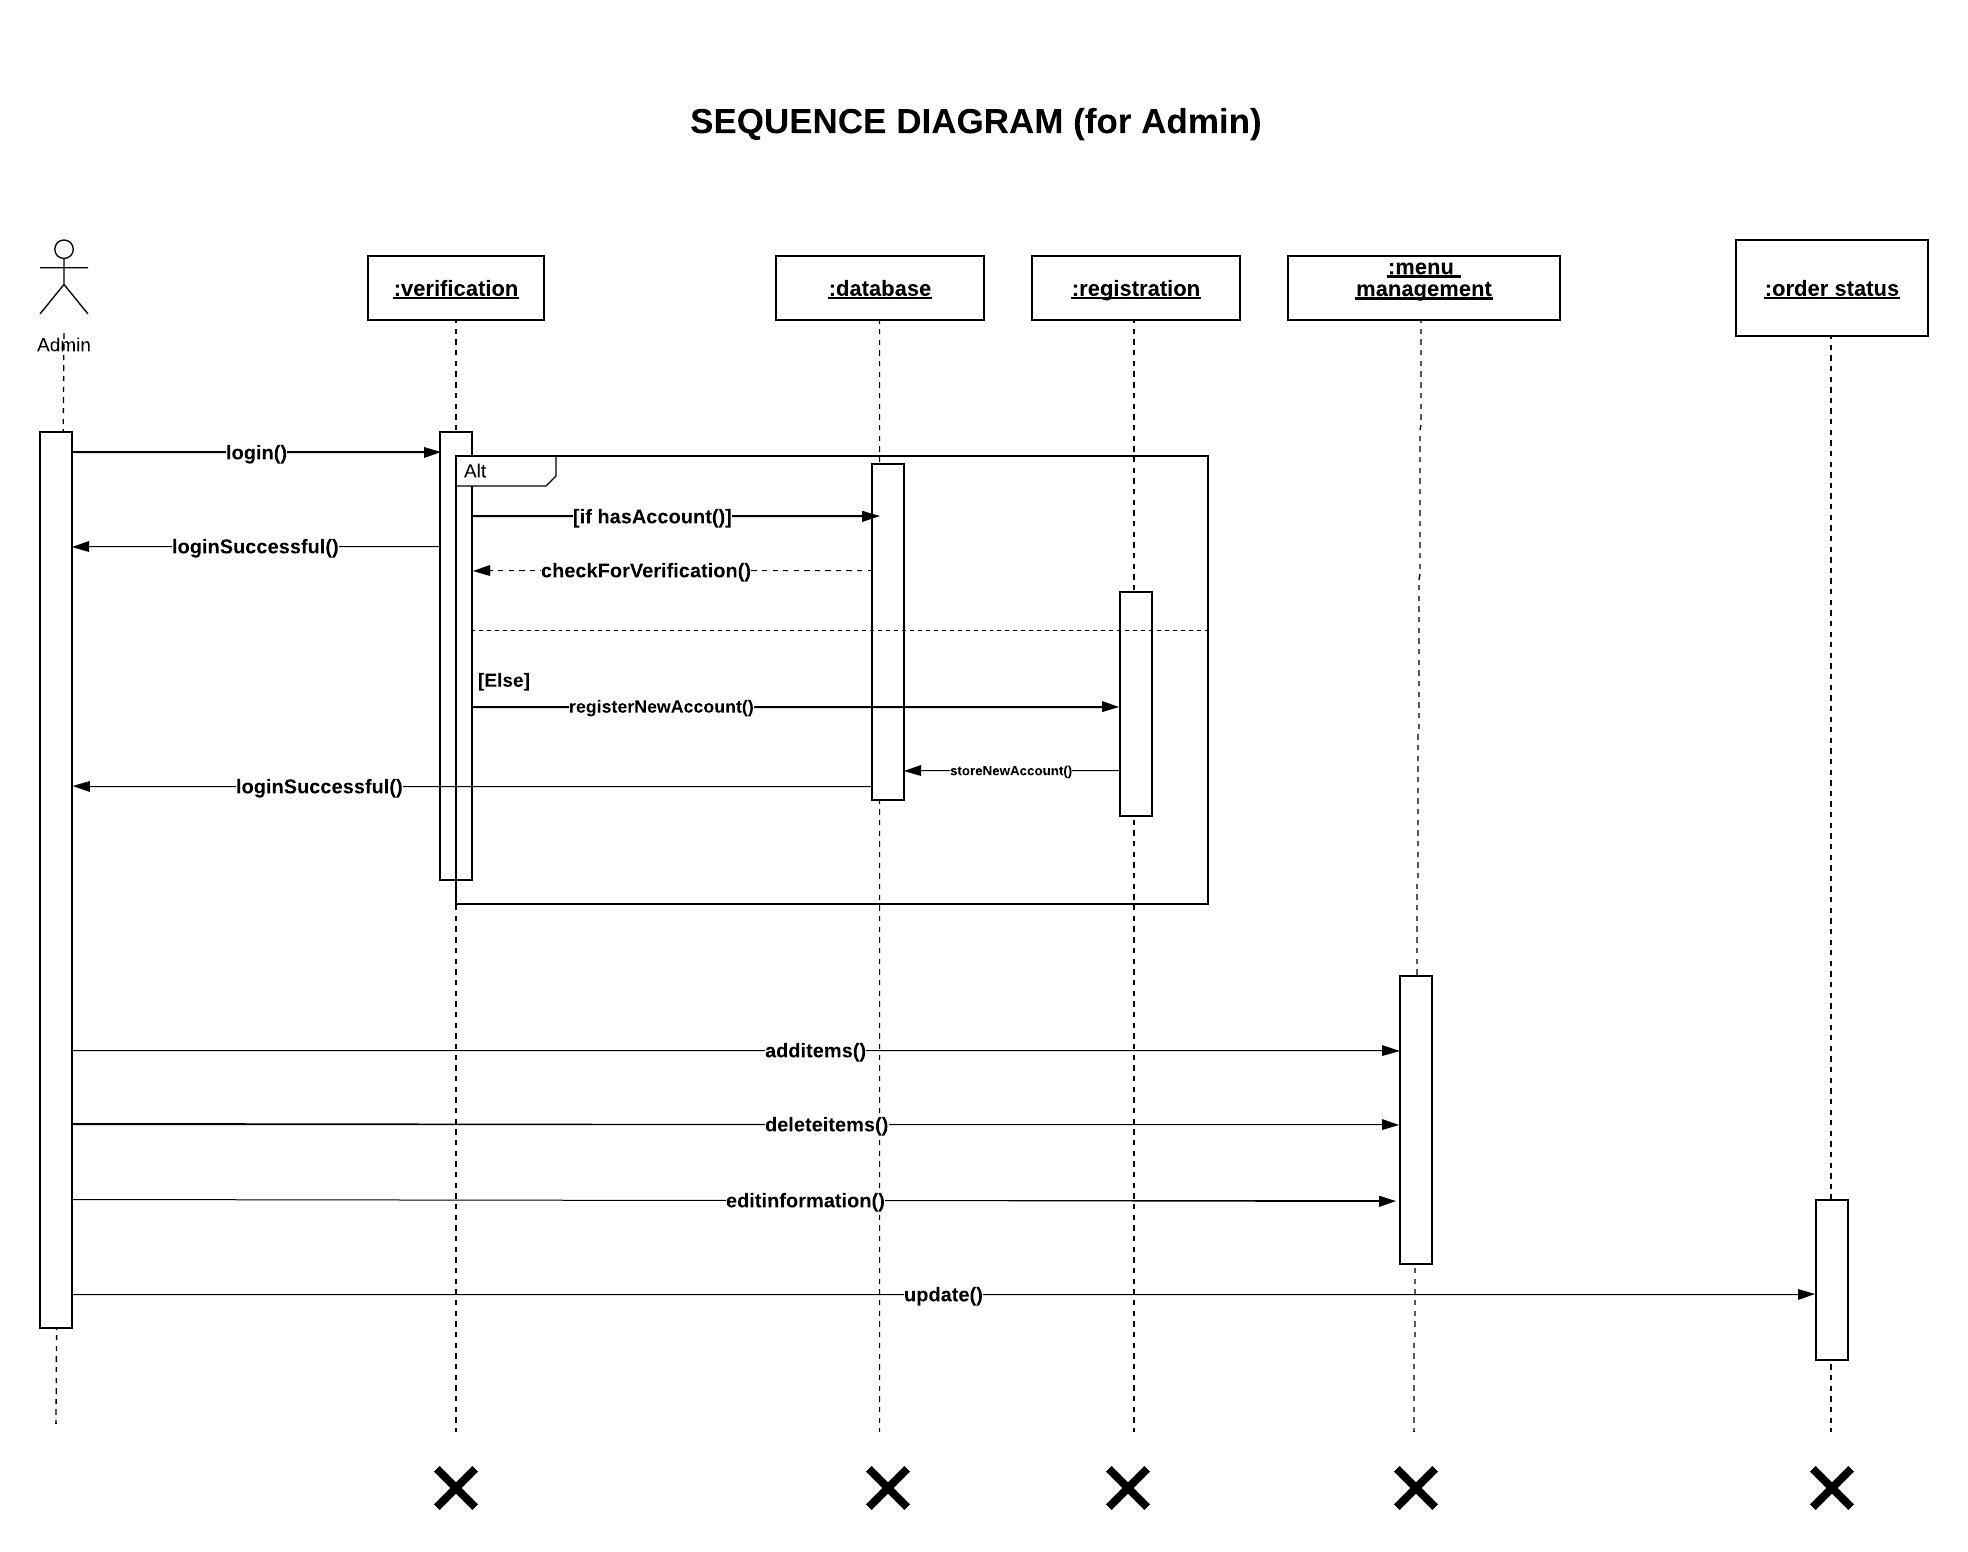 SEQUENCE DIAGRAM (for Admin)
:verification
:database
:registration
:menu
management
:order status
Admin
login()
Alt
[if hasAccount()]
loginSuccessful()
checkForVerification()
[Else]
registerNewAccount()
storeNewAccount()
loginSuccessful()
additems()
deleteitems()
editinformation()
update()